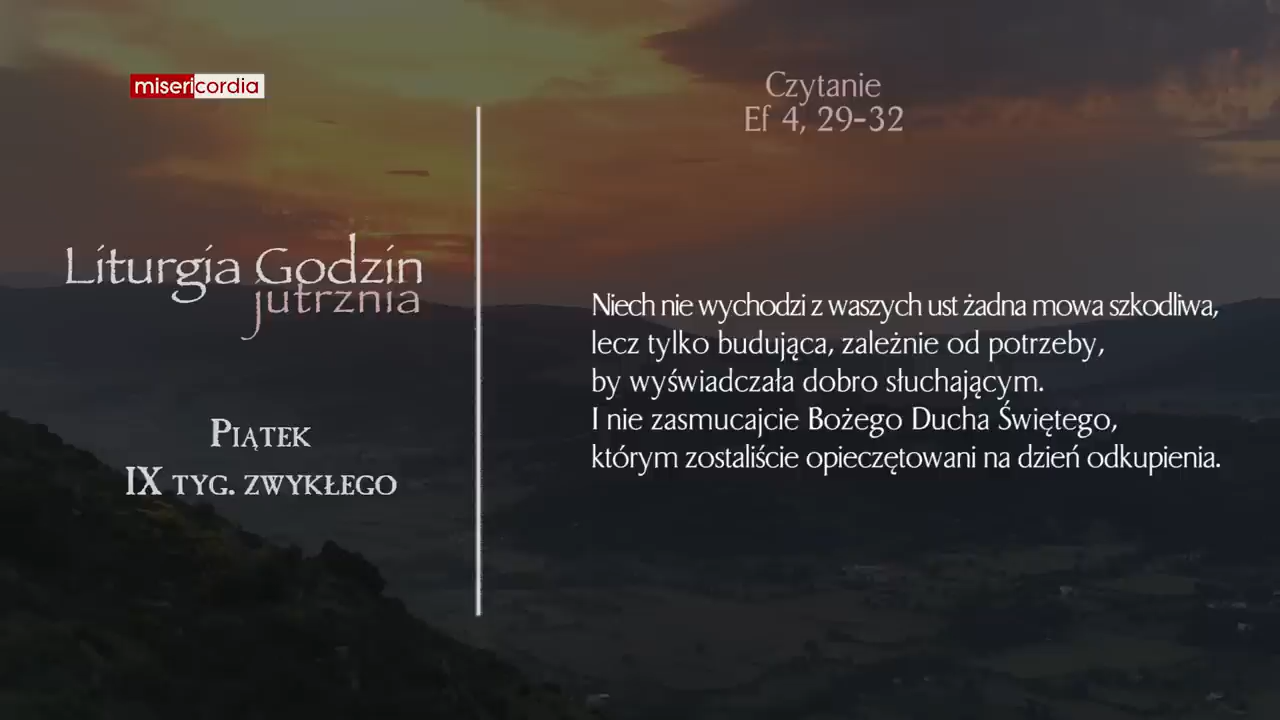 misericordia
Liturgia Godzin
jutrznia
Piątek
IX tyg. zwykłego
Czytanie
Ef 4, 29-32
Niech nie wychodzi z waszych ust żadna mowa szkodliwa,
lecz tylko budująca, zależnie od potrzeby,
by wyświadczała dobro słuchającym.
I nie zasmucajcie Bożego Ducha Świętego,
którym zostaliście opieczętowani na dzień odkupienia.